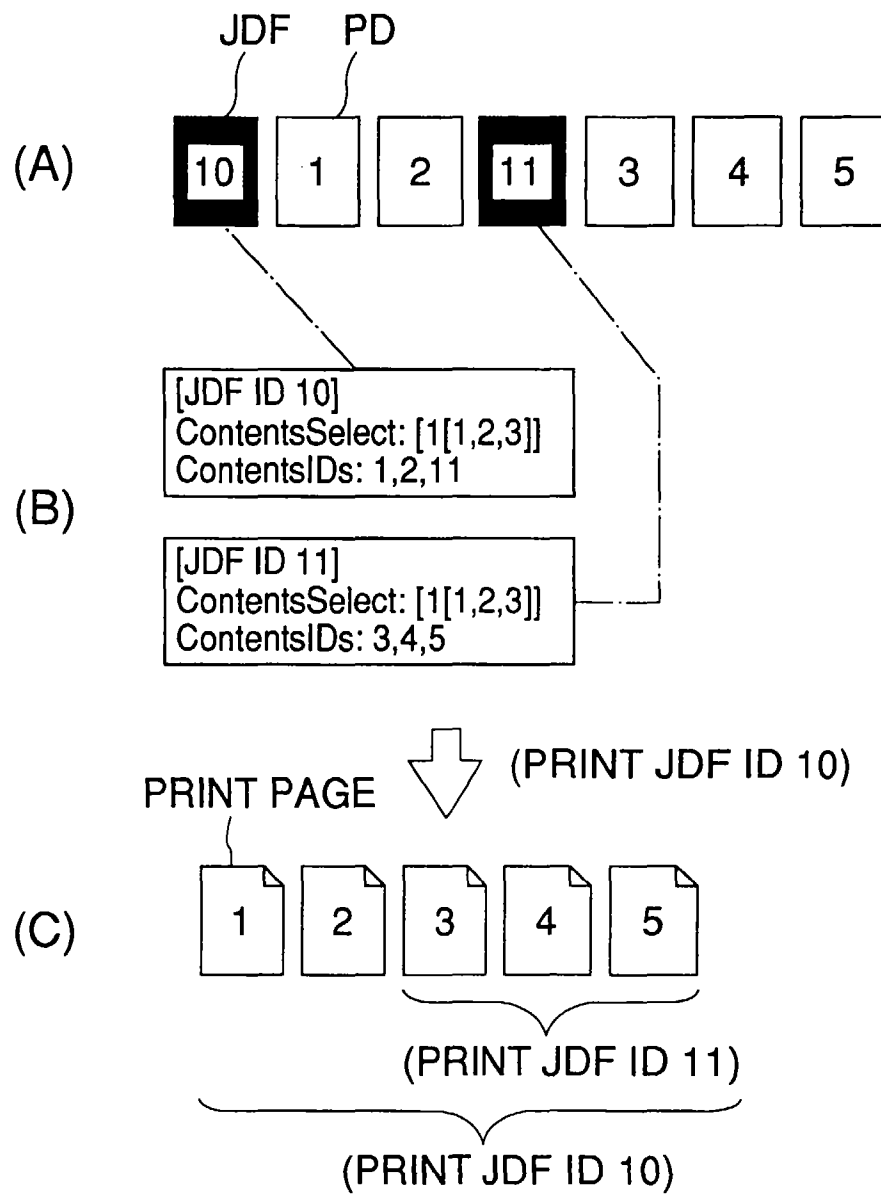 JDF PD
(A) 10 1 2 11 3 4 5
(B)
[JDF ID 10]
ContentsSelect: [1[1,2,3]]
ContentsIDs: 1,2,11
[JDF ID 11]
ContentsSelect: [1[1,2,3]]
ContentsIDs: 3,4,5
(PRINT JDF ID 10)
PRINT PAGE
(C) 1 2 3 4 5
(PRINT JDF ID 11)
(PRINT JDF ID 10)